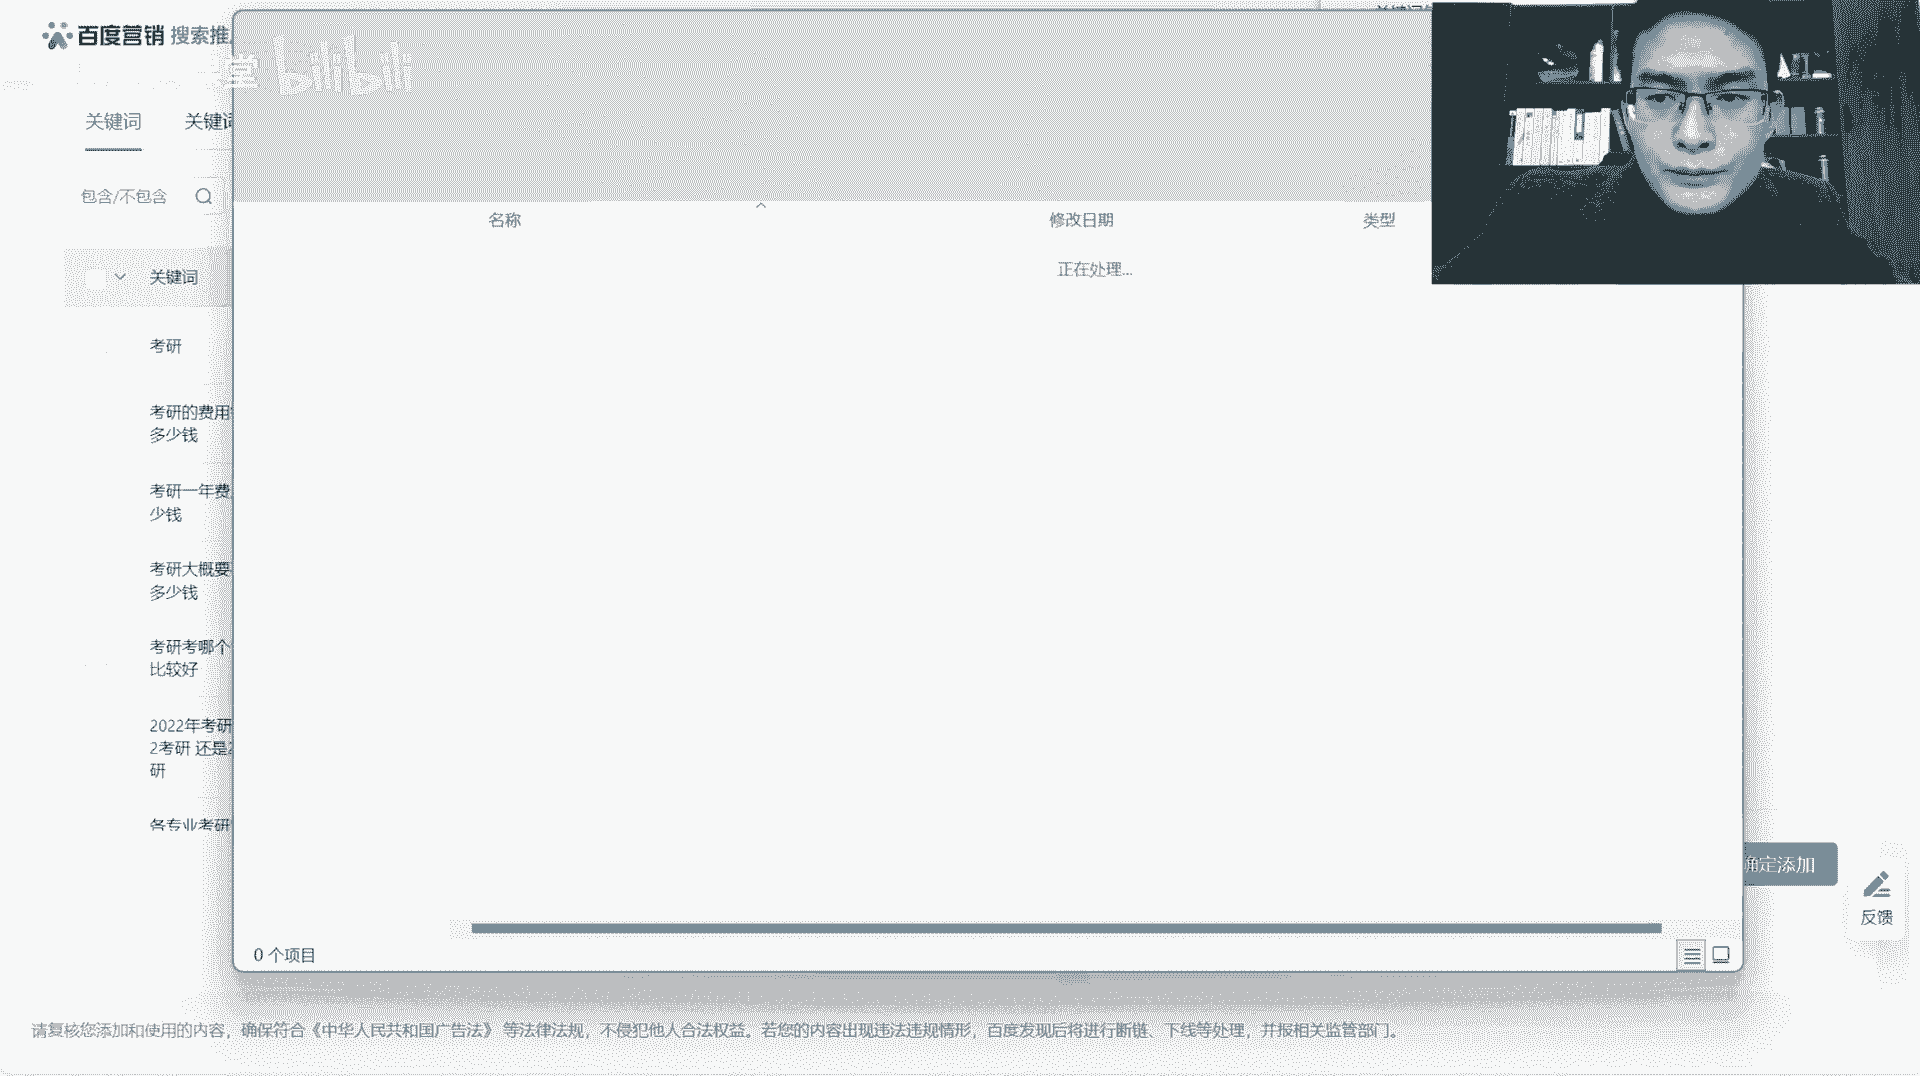 百度营销 搜索推
堂 bilibili
关键词 关键词
包含/不包含
名称 修改日期 类型
正在处理...
关键词
考研
考研的费用
多少钱
考研一年费
少钱
考研大概要
多少钱
考研考哪个
比较好
2022年考研
2考研 还是2
研
各专业考研
确定添加
反馈
0 个项目
请复核您添加和使用的内容，确保符合《中华人民共和国广告法》 等法律法规，不侵犯他人合法权益。若您的内容出现违法违规情形，百度发现后将进行断链、下线等处理，并报相关监管部门。